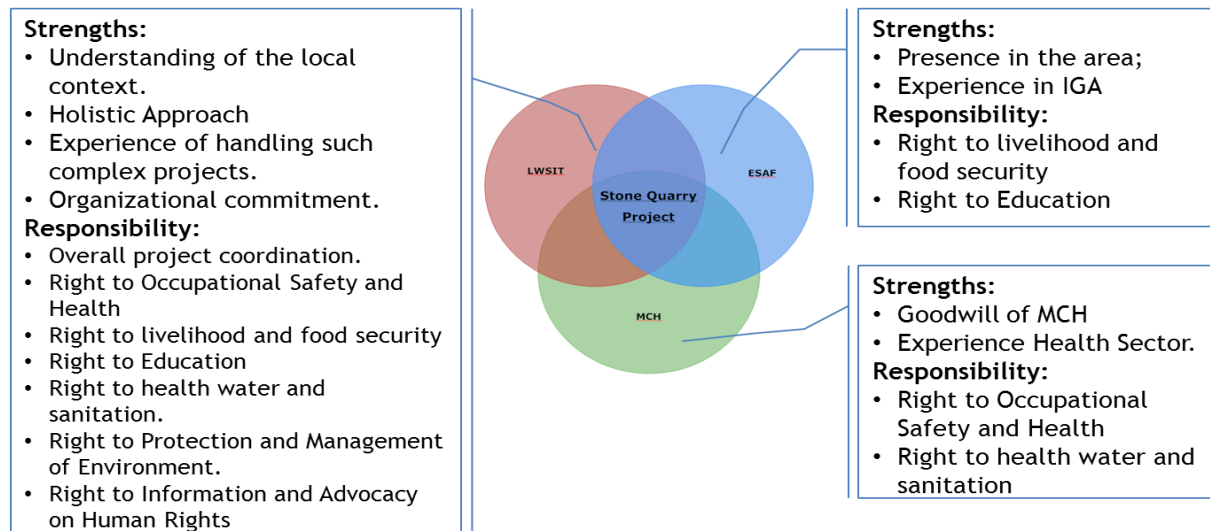 Strengths:
• Understanding of the local
context.
• Holistic Approach
• Experience of handling such
complex projects.
• Organizational commitment.
Responsibility:
• Overall project coordination.
• Right to Occupational Safety and
Health
• Right to livelihood and food security
• Right to Education
• Right to health water and
sanitation.
• Right to Protection and Management
of Environment.
• Right to Information and Advocacy
on Human Rights
LWSIT
ESAF
Stone Quarry
Project
MCH
Strengths:
• Presence in the area;
• Experience in IGA
Responsibility:
• Right to livelihood and
food security
• Right to Education
Strengths:
• Goodwill of MCH
• Experience Health Sector.
Responsibility:
• Right to Occupational
Safety and Health
• Right to health water and
sanitation